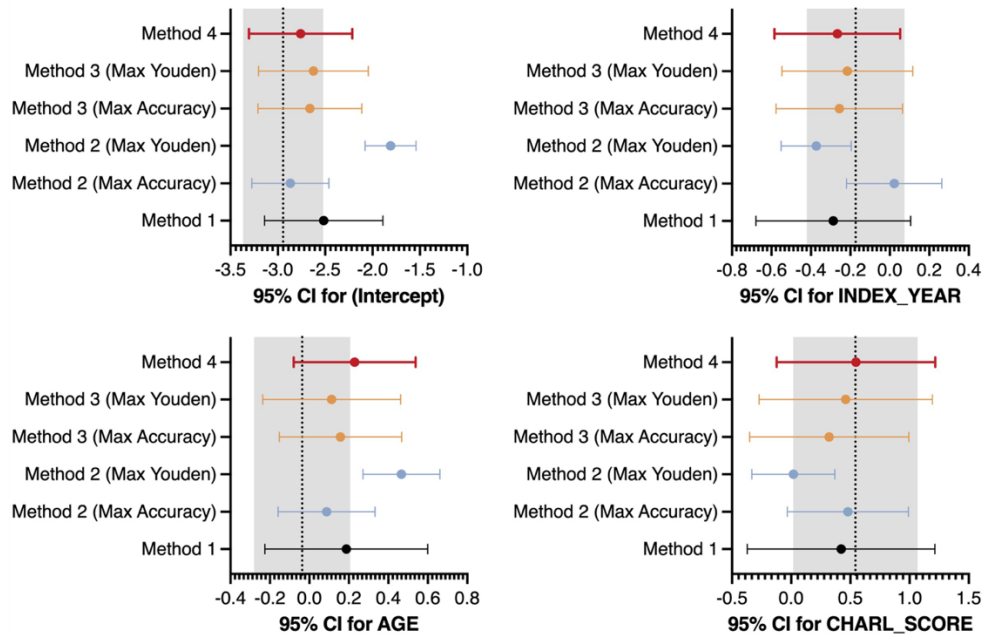 Method 4
Method 3 (Max Youden)
Method 3 (Max Accuracy)
Method 2 (Max Youden)
Method 2 (Max Accuracy)
Method 1
-3.5 -3.0 -2.5 -2.0 -1.5 -1.0
95% CI for (Intercept)
Method 4
Method 3 (Max Youden)
Method 3 (Max Accuracy)
Method 2 (Max Youden)
Method 2 (Max Accuracy)
Method 1
-0.8 -0.6 -0.4 -0.2 0.0 0.2 0.4
95% CI for INDEX_YEAR
Method 4
Method 3 (Max Youden)
Method 3 (Max Accuracy)
Method 2 (Max Youden)
Method 2 (Max Accuracy)
Method 1
-0.4 -0.2 0.0 0.2 0.4 0.6 0.8
95% CI for AGE
Method 4
Method 3 (Max Youden)
Method 3 (Max Accuracy)
Method 2 (Max Youden)
Method 2 (Max Accuracy)
Method 1
-0.5 0.0 0.5 1.0 1.5
95% CI for CHARL_SCORE